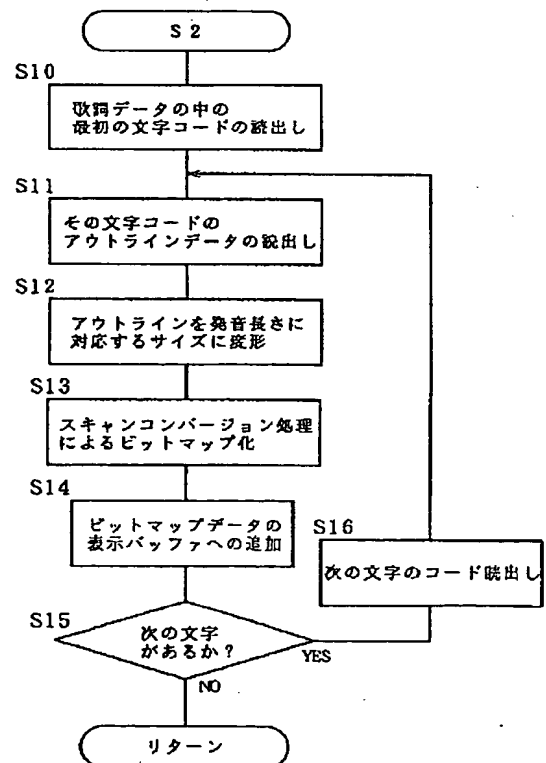 S2
S10
歌詞データの中の
最初の文字コードの読出し
S11
その文字コードの
アウトラインデータの読出し
S12
アウトラインを発音長さに
対応するサイズに変形
S13
スキャンコンバージョン処理
によるビットマップ化
S14
ビットマップデータの
表示バッファへの追加
S16
次の文字のコード読出し
S15
次の文字
があるか?
YES
NO
リターン